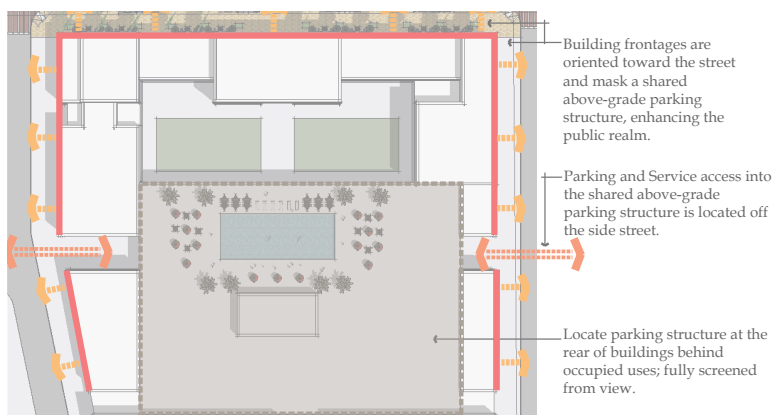 Building frontages are
oriented toward the street
and mask a shared
above-grade parking
structure, enhancing the
public realm.
Parking and Service access into
the shared above-grade
parking structure is located off
the side street.
Locate parking structure at the
rear of buildings behind
occupied uses; fully screened
from view.